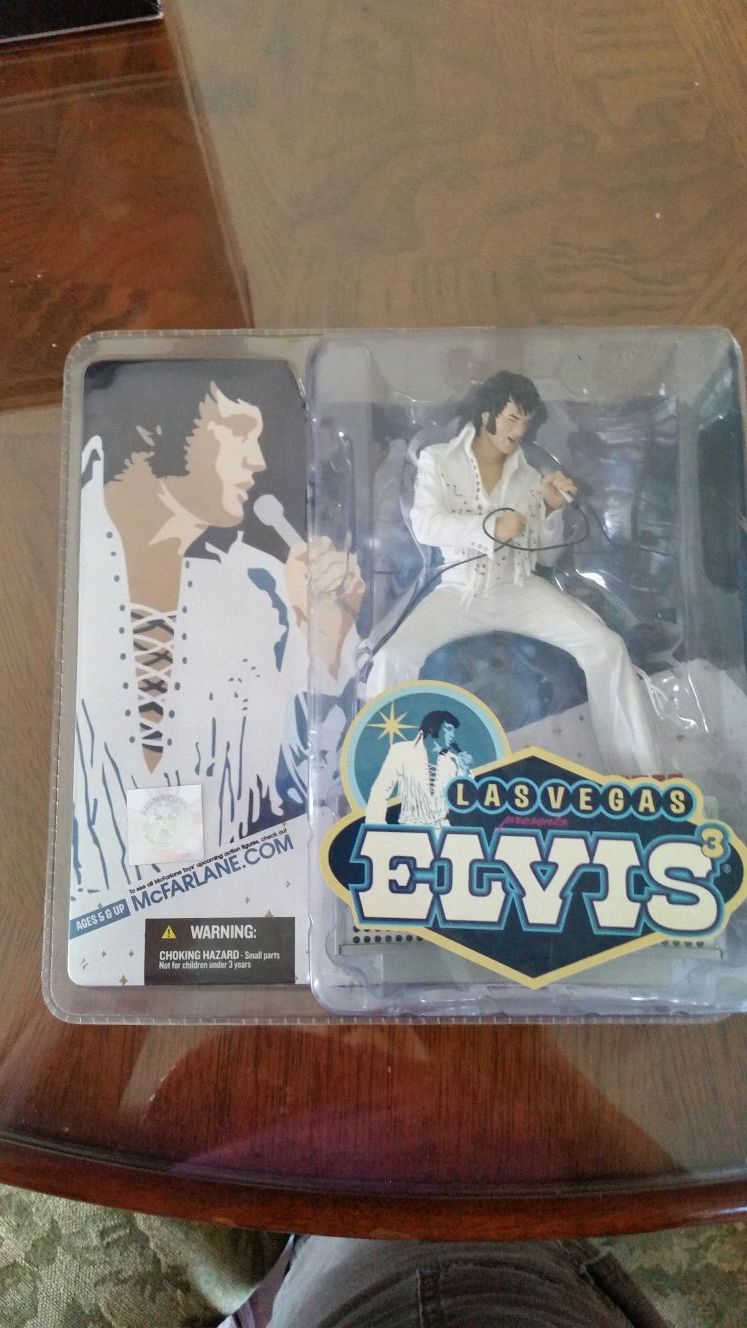 SIGNATURE
To see all McFarlane Toys' upcoming action figures, check out
McFARLANE.COM
AGES 5 & UP
WARNING:
CHOKING HAZARD - Small parts
Not for children under 3 years
LAS VEGAS
presents
ELVIS 3
®